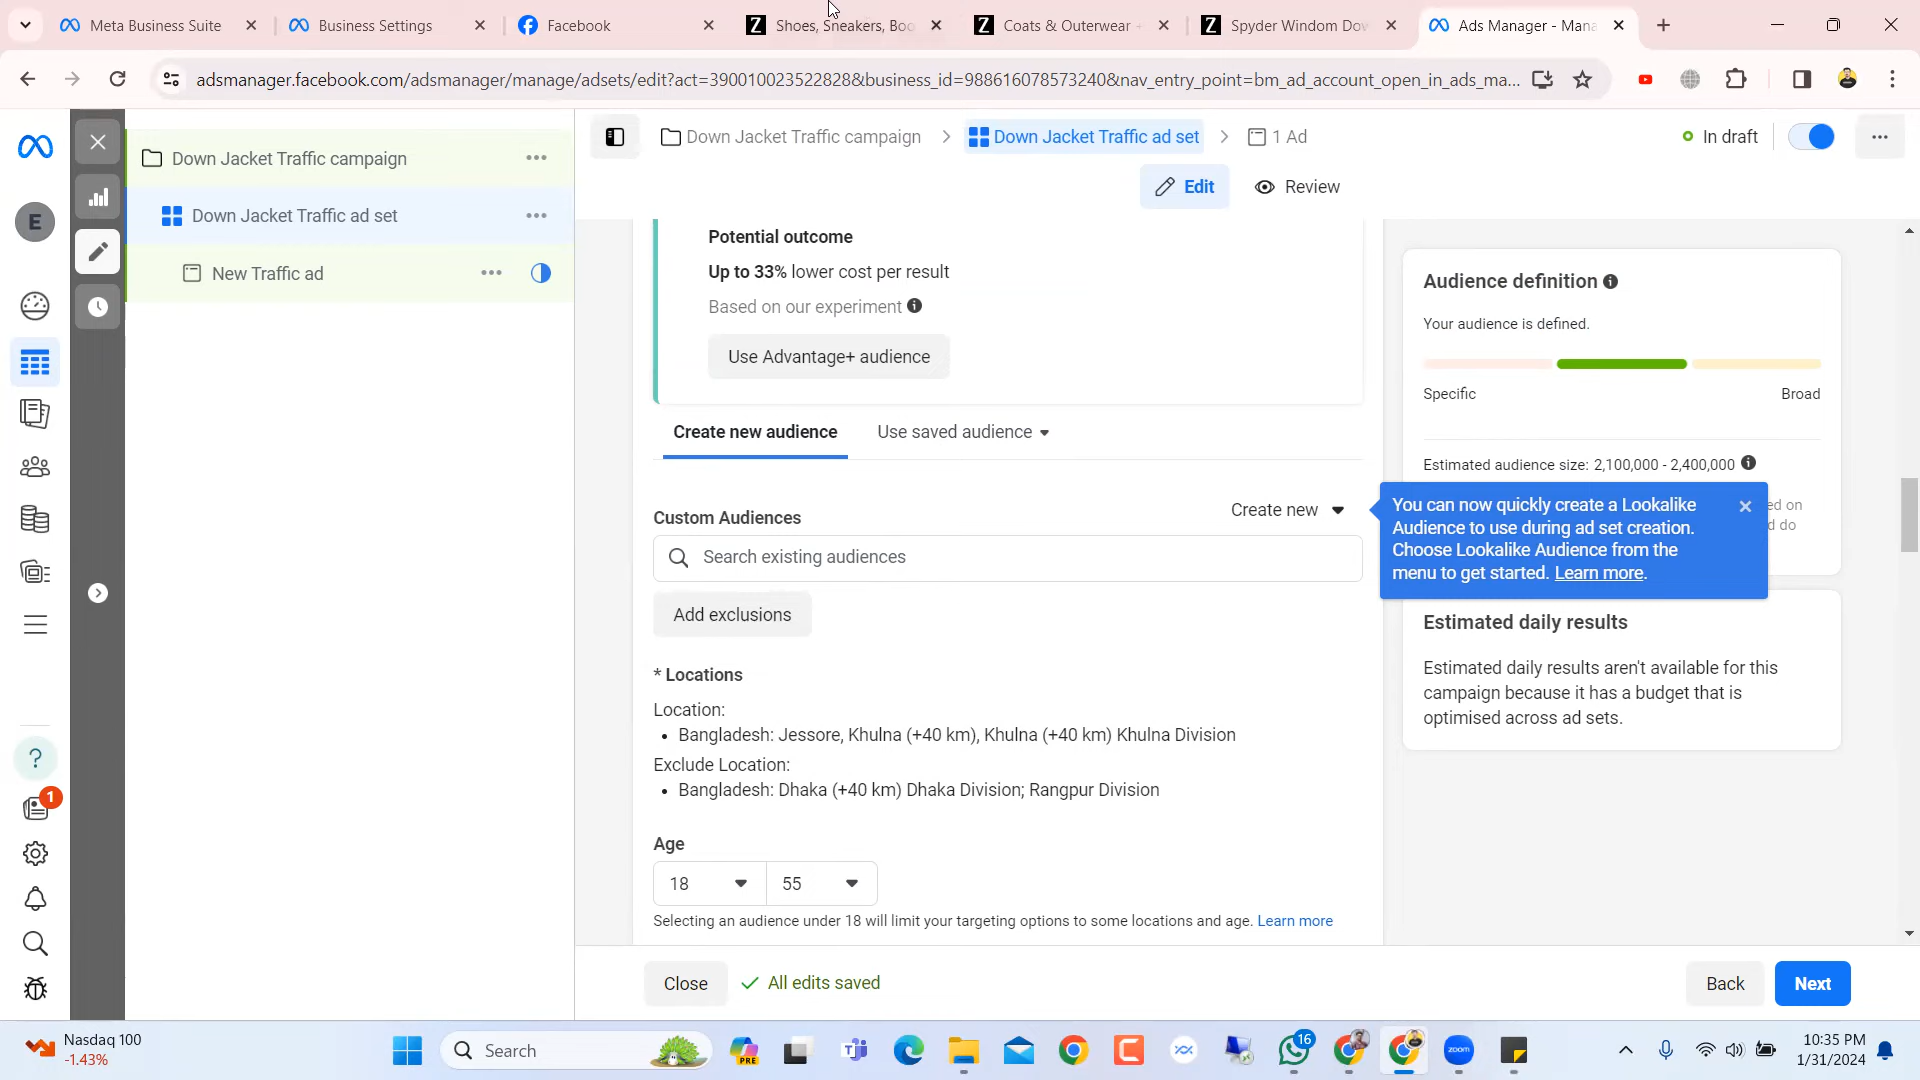 Meta Business Suite
Business Settings
Facebook
Shoes, Sneakers, Boo
Coats & Outerwear
Spyder Windom Dov
Ads Manager - Mana
adsmanager.facebook.com/adsmanager/manage/adsets/edit?act=390010023522828&business_id=988616078573240&nav_entry_point=bm_ad_account_open_in_ads_ma...
Down Jacket Traffic campaign
Down Jacket Traffic ad set
1 Ad
In draft
Edit
Review
E
Down Jacket Traffic campaign
Down Jacket Traffic ad set
New Traffic ad
Potential outcome
Up to 33% lower cost per result
Based on our experiment
Use Advantage+ audience
Create new audience
Use saved audience
Custom Audiences
Create new
Search existing audiences
Add exclusions
* Locations
Location:
• Bangladesh: Jessore, Khulna (+40 km), Khulna (+40 km) Khulna Division
Exclude Location:
• Bangladesh: Dhaka (+40 km) Dhaka Division; Rangpur Division
Age
18
55
Selecting an audience under 18 will limit your targeting options to some locations and age. Learn more
Audience definition
Your audience is defined.
Specific
Broad
Estimated audience size: 2,100,000 - 2,400,000
ed on
d do
You can now quickly create a Lookalike
Audience to use during ad set creation.
Choose Lookalike Audience from the
menu to get started. Learn more.
Estimated daily results
Estimated daily results aren't available for this
campaign because it has a budget that is
optimised across ad sets.
?
1
Close
All edits saved
Back
Next
Nasdaq 100
-1.43%
Search
PRE
16
zoom
10:35 PM
1/31/2024